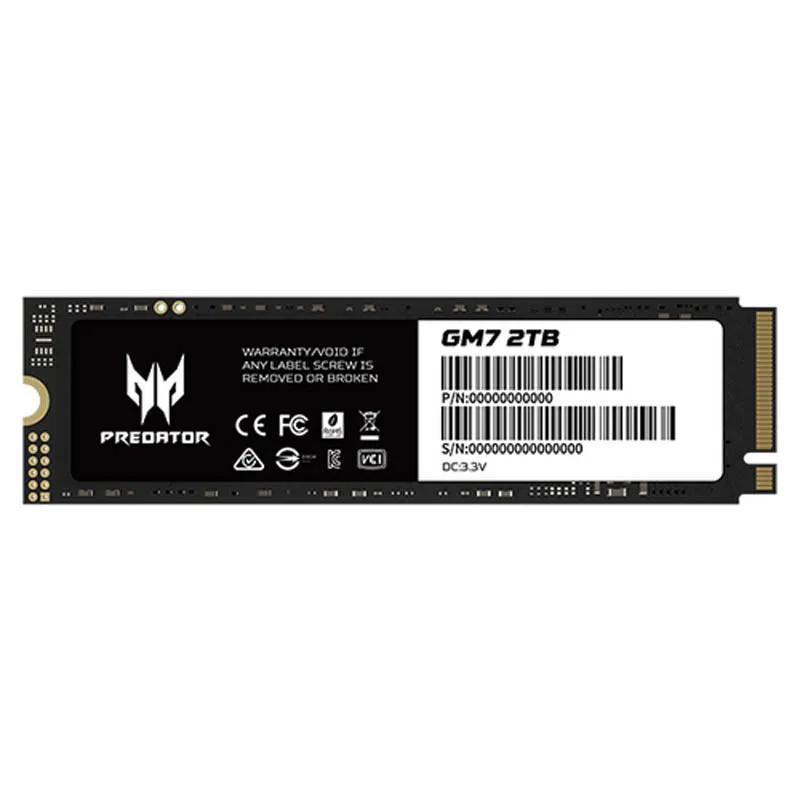 PREDATOR
WARRANTY/VOID IF
ANY LABEL SCREW IS
REMOVED OR BROKEN
CE FC
RoHS
VCI
GM7 2TB
P/N:00000000000
S/N:000000000000000
DC:3.3V